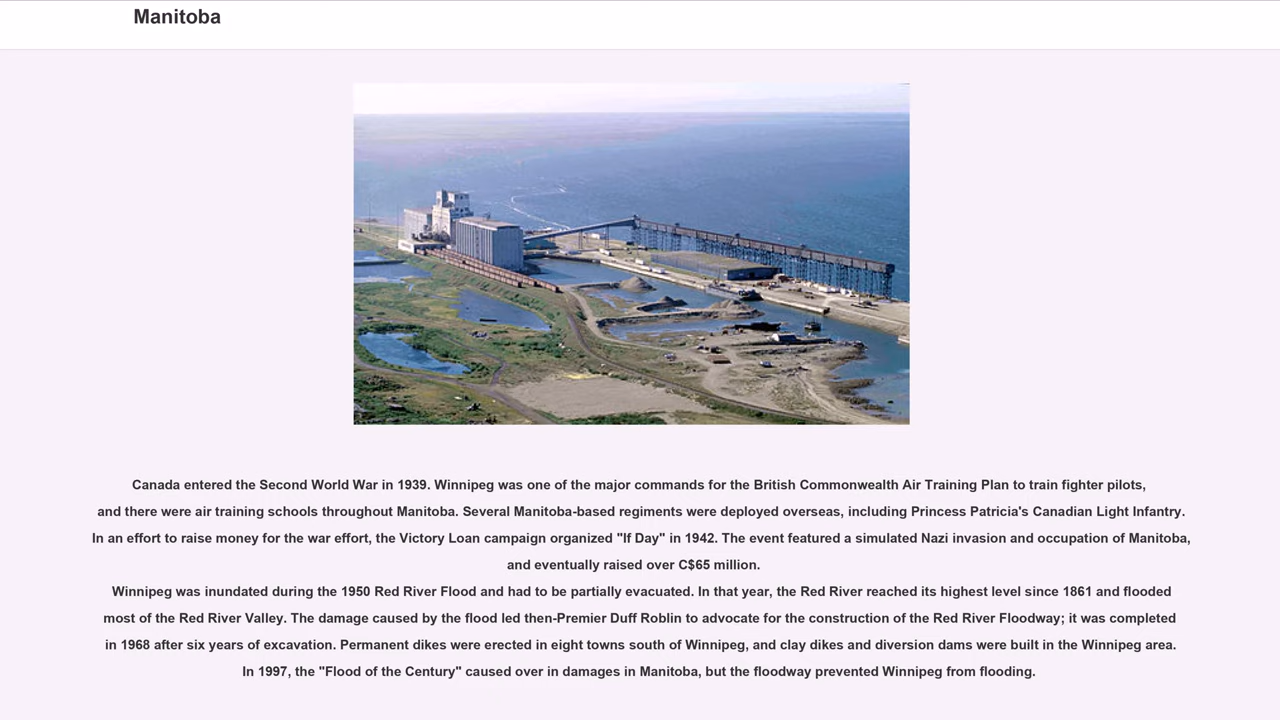 Manitoba
Canada entered the Second World War in 1939. Winnipeg was one of the major commands for the British Commonwealth Air Training Plan to train fighter pilots,
and there were air training schools throughout Manitoba. Several Manitoba-based regiments were deployed overseas, including Princess Patricia's Canadian Light Infantry.
In an effort to raise money for the war effort, the Victory Loan campaign organized "If Day" in 1942. The event featured a simulated Nazi invasion and occupation of Manitoba,
and eventually raised over C$65 million.
Winnipeg was inundated during the 1950 Red River Flood and had to be partially evacuated. In that year, the Red River reached its highest level since 1861 and flooded
most of the Red River Valley. The damage caused by the flood led then-Premier Duff Roblin to advocate for the construction of the Red River Floodway; it was completed
in 1968 after six years of excavation. Permanent dikes were erected in eight towns south of Winnipeg, and clay dikes and diversion dams were built in the Winnipeg area.
In 1997, the "Flood of the Century" caused over in damages in Manitoba, but the floodway prevented Winnipeg from flooding.